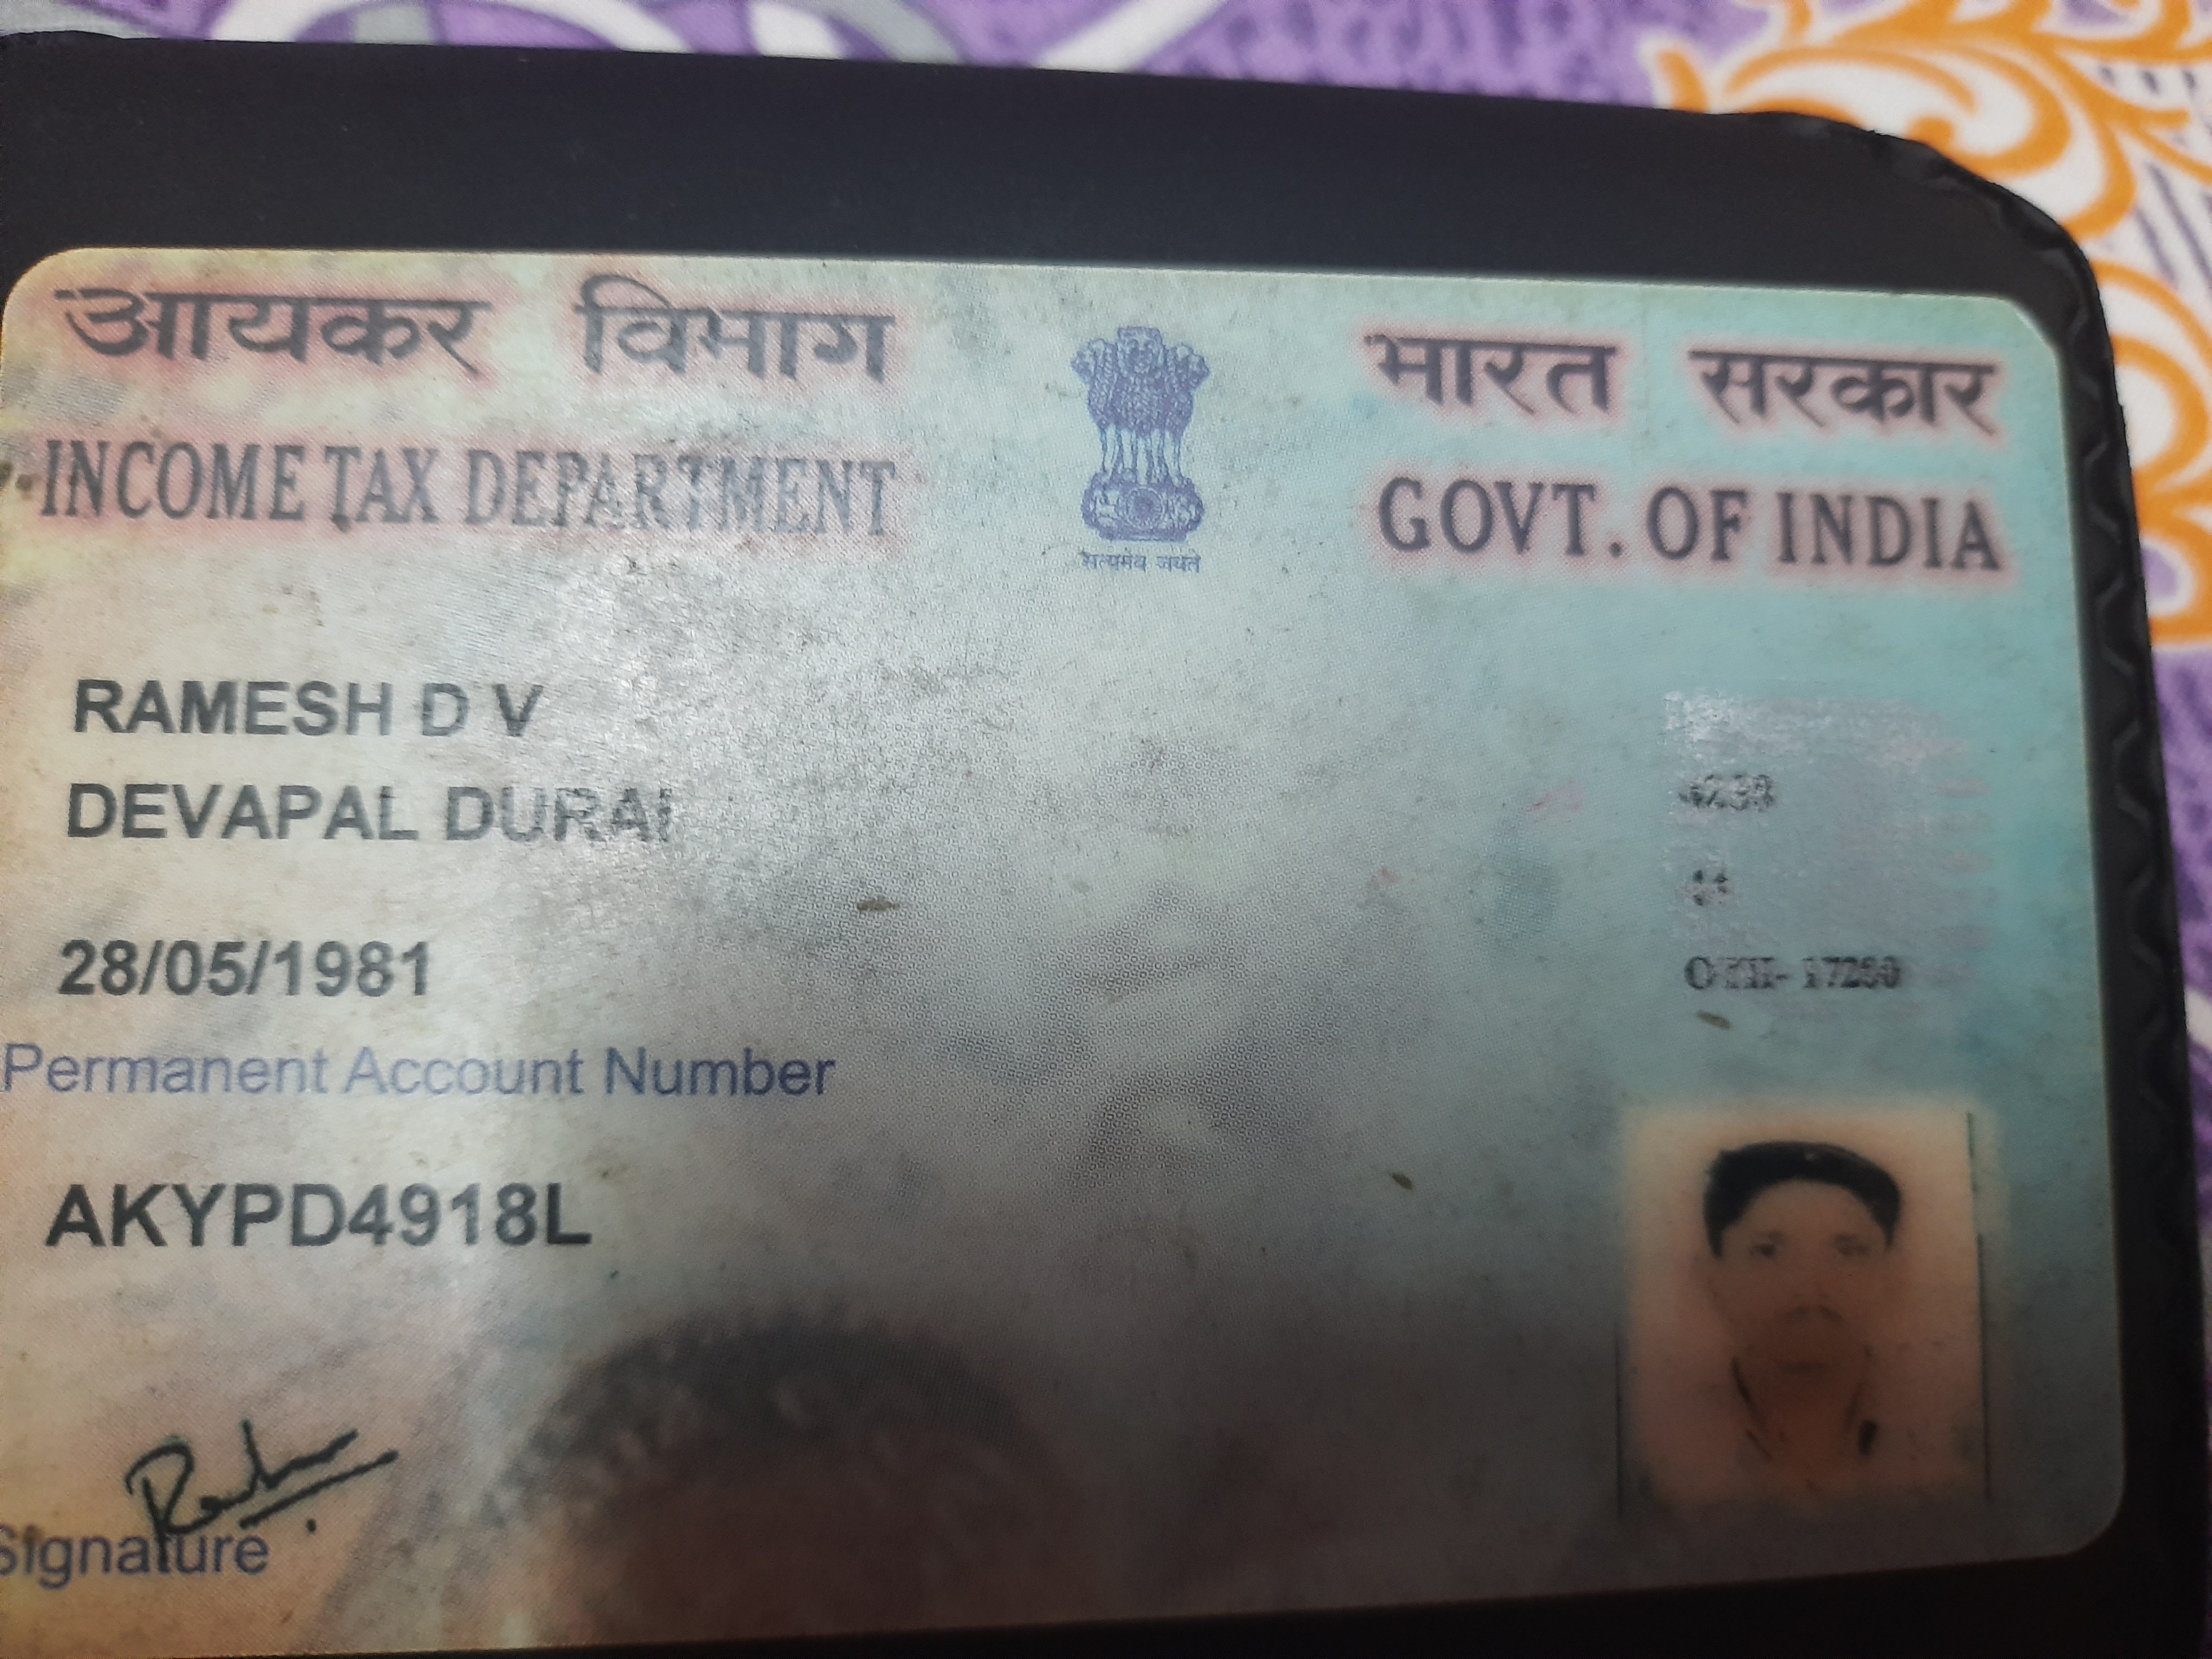 आयकर विभाग
INCOME TAX DEPARTMENT
सत्यमेव जयते
भारत सरकार
GOVT. OF INDIA
RAMESH D V
DEVAPAL DURAI
28/05/1981
Permanent Account Number
AKYPD4918L
Signature